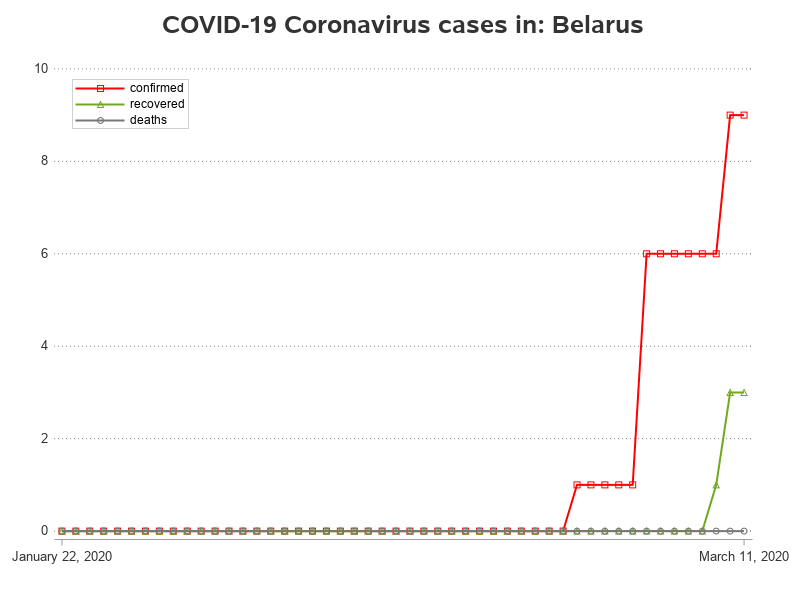 COVID-19 Coronavirus cases in: Belarus
10
confirmed
recovered
deaths
8
6
4
2
0
January 22, 2020
March 11, 2020